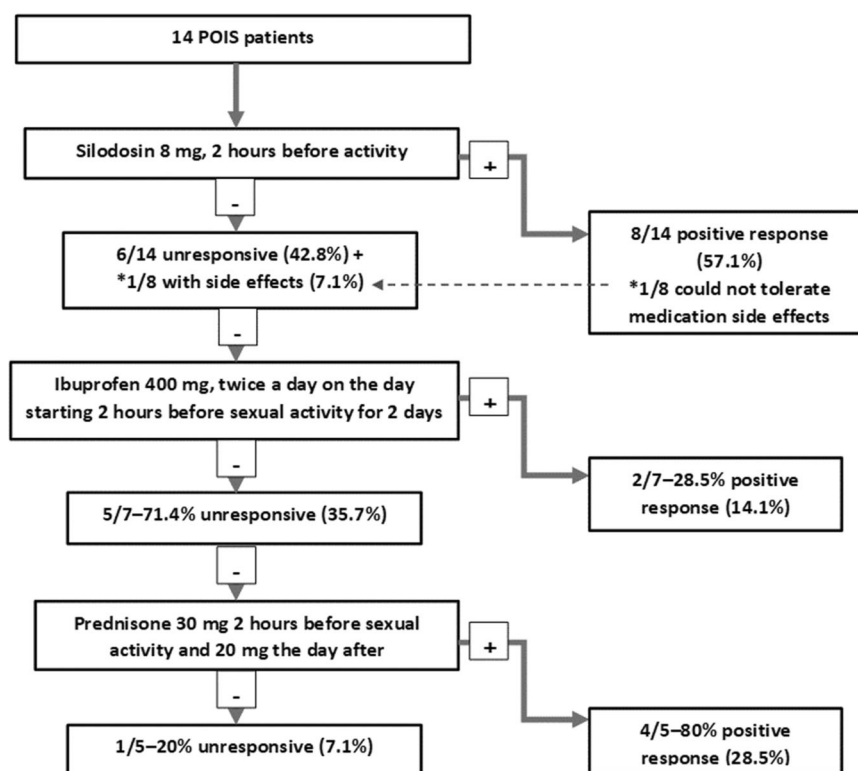 14 POIS patients
Silodosin 8 mg, 2 hours before activity
+
-
6/14 unresponsive (42.8%) +
*1/8 with side effects (7.1%)
8/14 positive response
(57.1%)
*1/8 could not tolerate
medication side effects
-
Ibuprofen 400 mg, twice a day on the day
starting 2 hours before sexual activity for 2 days
+
-
5/7–71.4% unresponsive (35.7%)
2/7–28.5% positive
response (14.1%)
-
Prednisone 30 mg 2 hours before sexual
activity and 20 mg the day after
+
-
1/5–20% unresponsive (7.1%)
4/5–80% positive
response (28.5%)